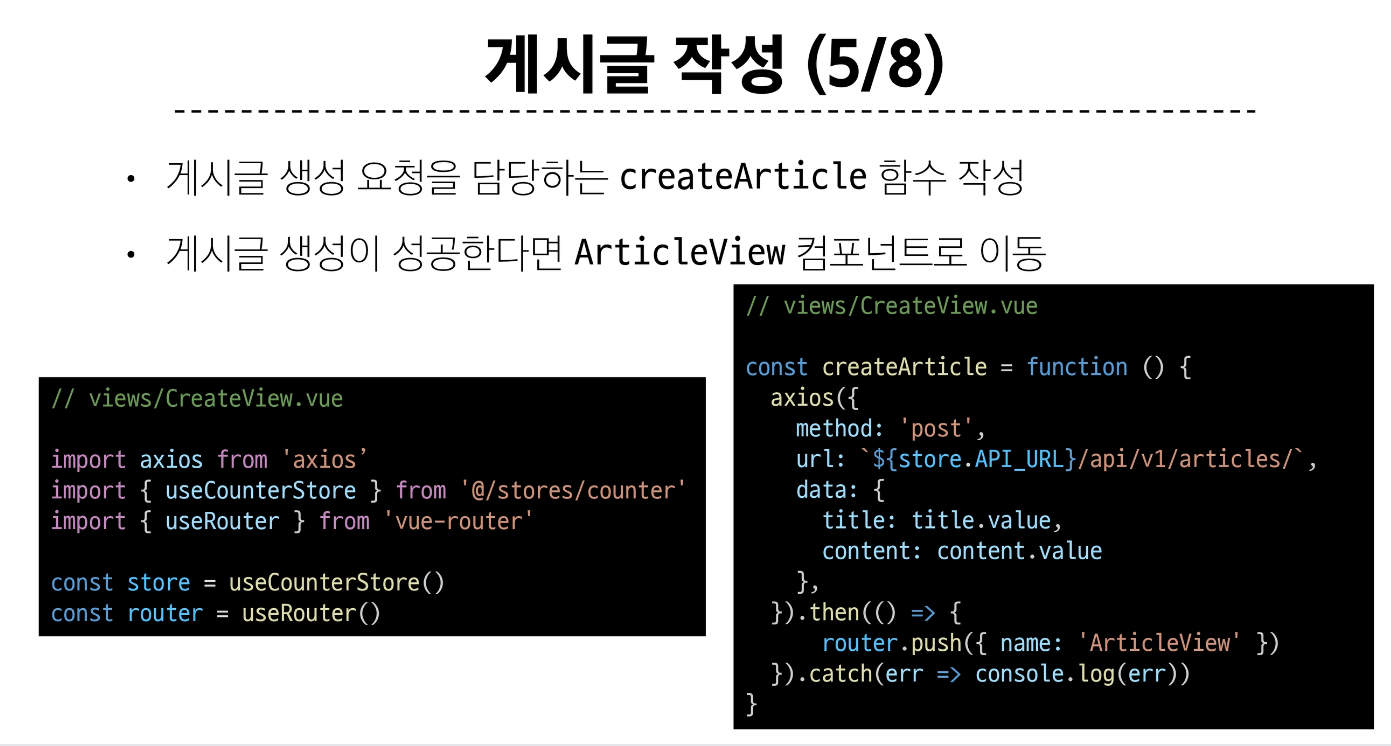 게시글 작성 (5/8)
• 게시글 생성 요청을 담당하는 createArticle 함수 작성
• 게시글 생성이 성공한다면 ArticleView 컴포넌트로 이동
// views/CreateView.vue
import axios from 'axios’
import { useCounterStore } from '@/stores/counter'
import { useRouter } from 'vue-router'
const store = useCounterStore()
const router = useRouter()
// views/CreateView.vue
const createArticle = function () {
  axios({
    method: 'post',
    url: `${store.API_URL}/api/v1/articles/`,
    data: {
      title: title.value,
      content: content.value
    },
  }).then(() => {
      router.push({ name: 'ArticleView' })
  }).catch(err => console.log(err))
}